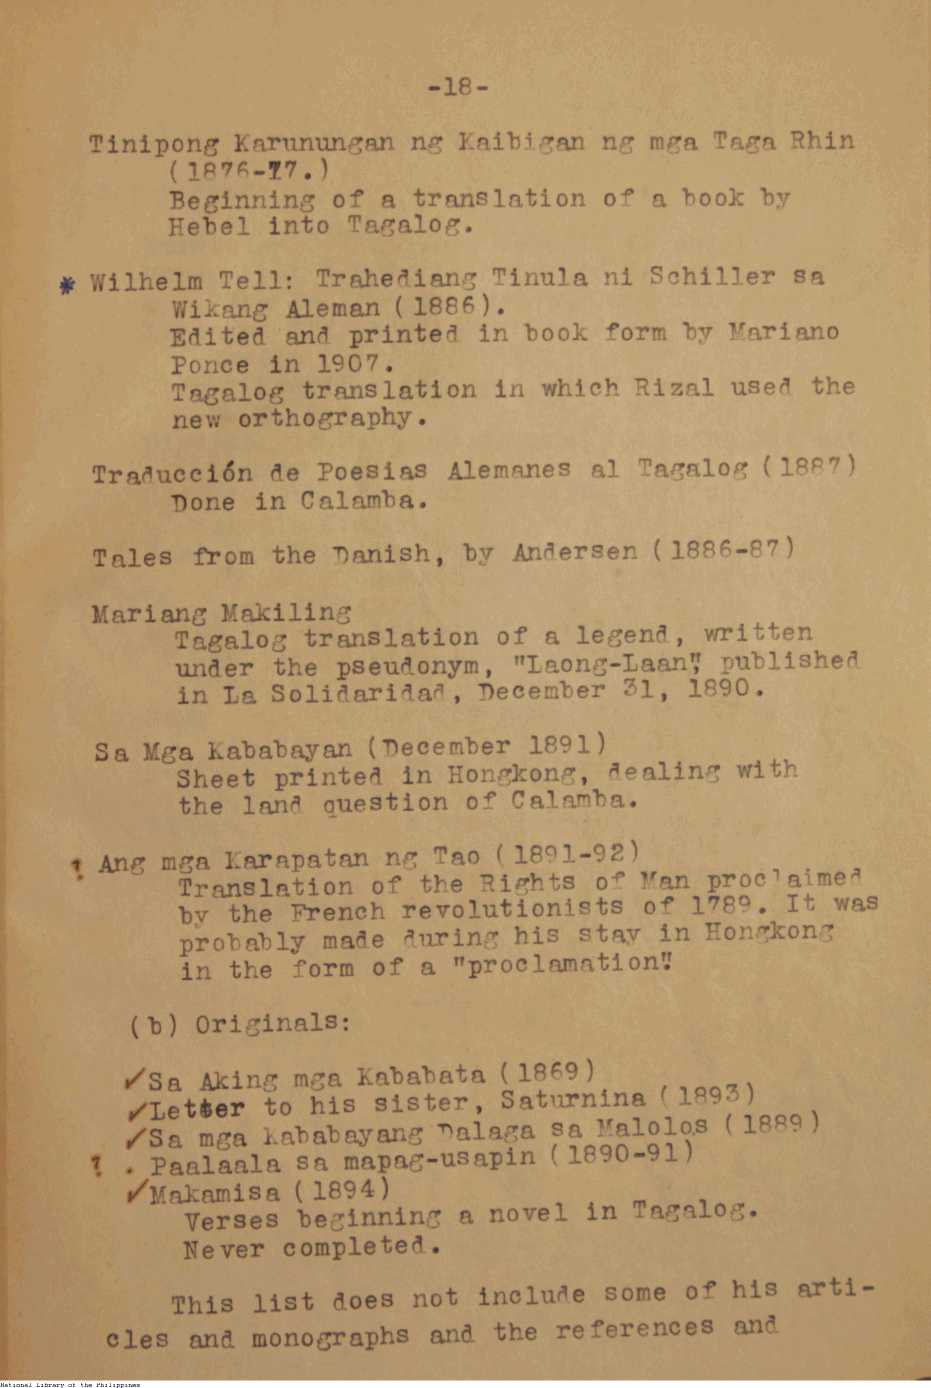 -18-
Tinipong Karunungan ng Kaibigan ng mga Taga Rhin
(1876-77.)
Beginning of a translation of a book by
Hebel into Tagalog.
* Wilhelm Tell: Trahediang Tinula ni Schiller sa
Wikang Aleman (1886).
Edited and printed in book form by Mariano
Ponce in 1907.
Tagalog translation in which Rizal used the
new orthography.
Traducción de Poesias Alemanes al Tagalog (1887)
Done in Calamba.
Tales from the Danish, by Andersen (1886-87)
Mariang Makiling
Tagalog translation of a legend, written
under the pseudonym, "Laong-Laan", published
in La Solidaridad, December 31, 1890.
Sa Mga Kababayan (December 1891)
Sheet printed in Hongkong, dealing with
the land question of Calamba.
? Ang mga Karapatan ng Tao (1891-92)
Translation of the Rights of Man proclaimed
by the French revolutionists of 1789. It was
probably made during his stay in Hongkong
in the form of a "proclamation".
(b) Originals:
✓Sa Aking mga Kababata (1869)
✓Letter to his sister, Saturnina (1893)
✓Sa mga kababayang Dalaga sa Malolos (1889)
? . Paalaala sa mapag-usapin (1890-91)
✓Makamisa (1894)
Verses beginning a novel in Tagalog.
Never completed.
This list does not include some of his arti-
cles and monographs and the references and
National Library of the Philippines